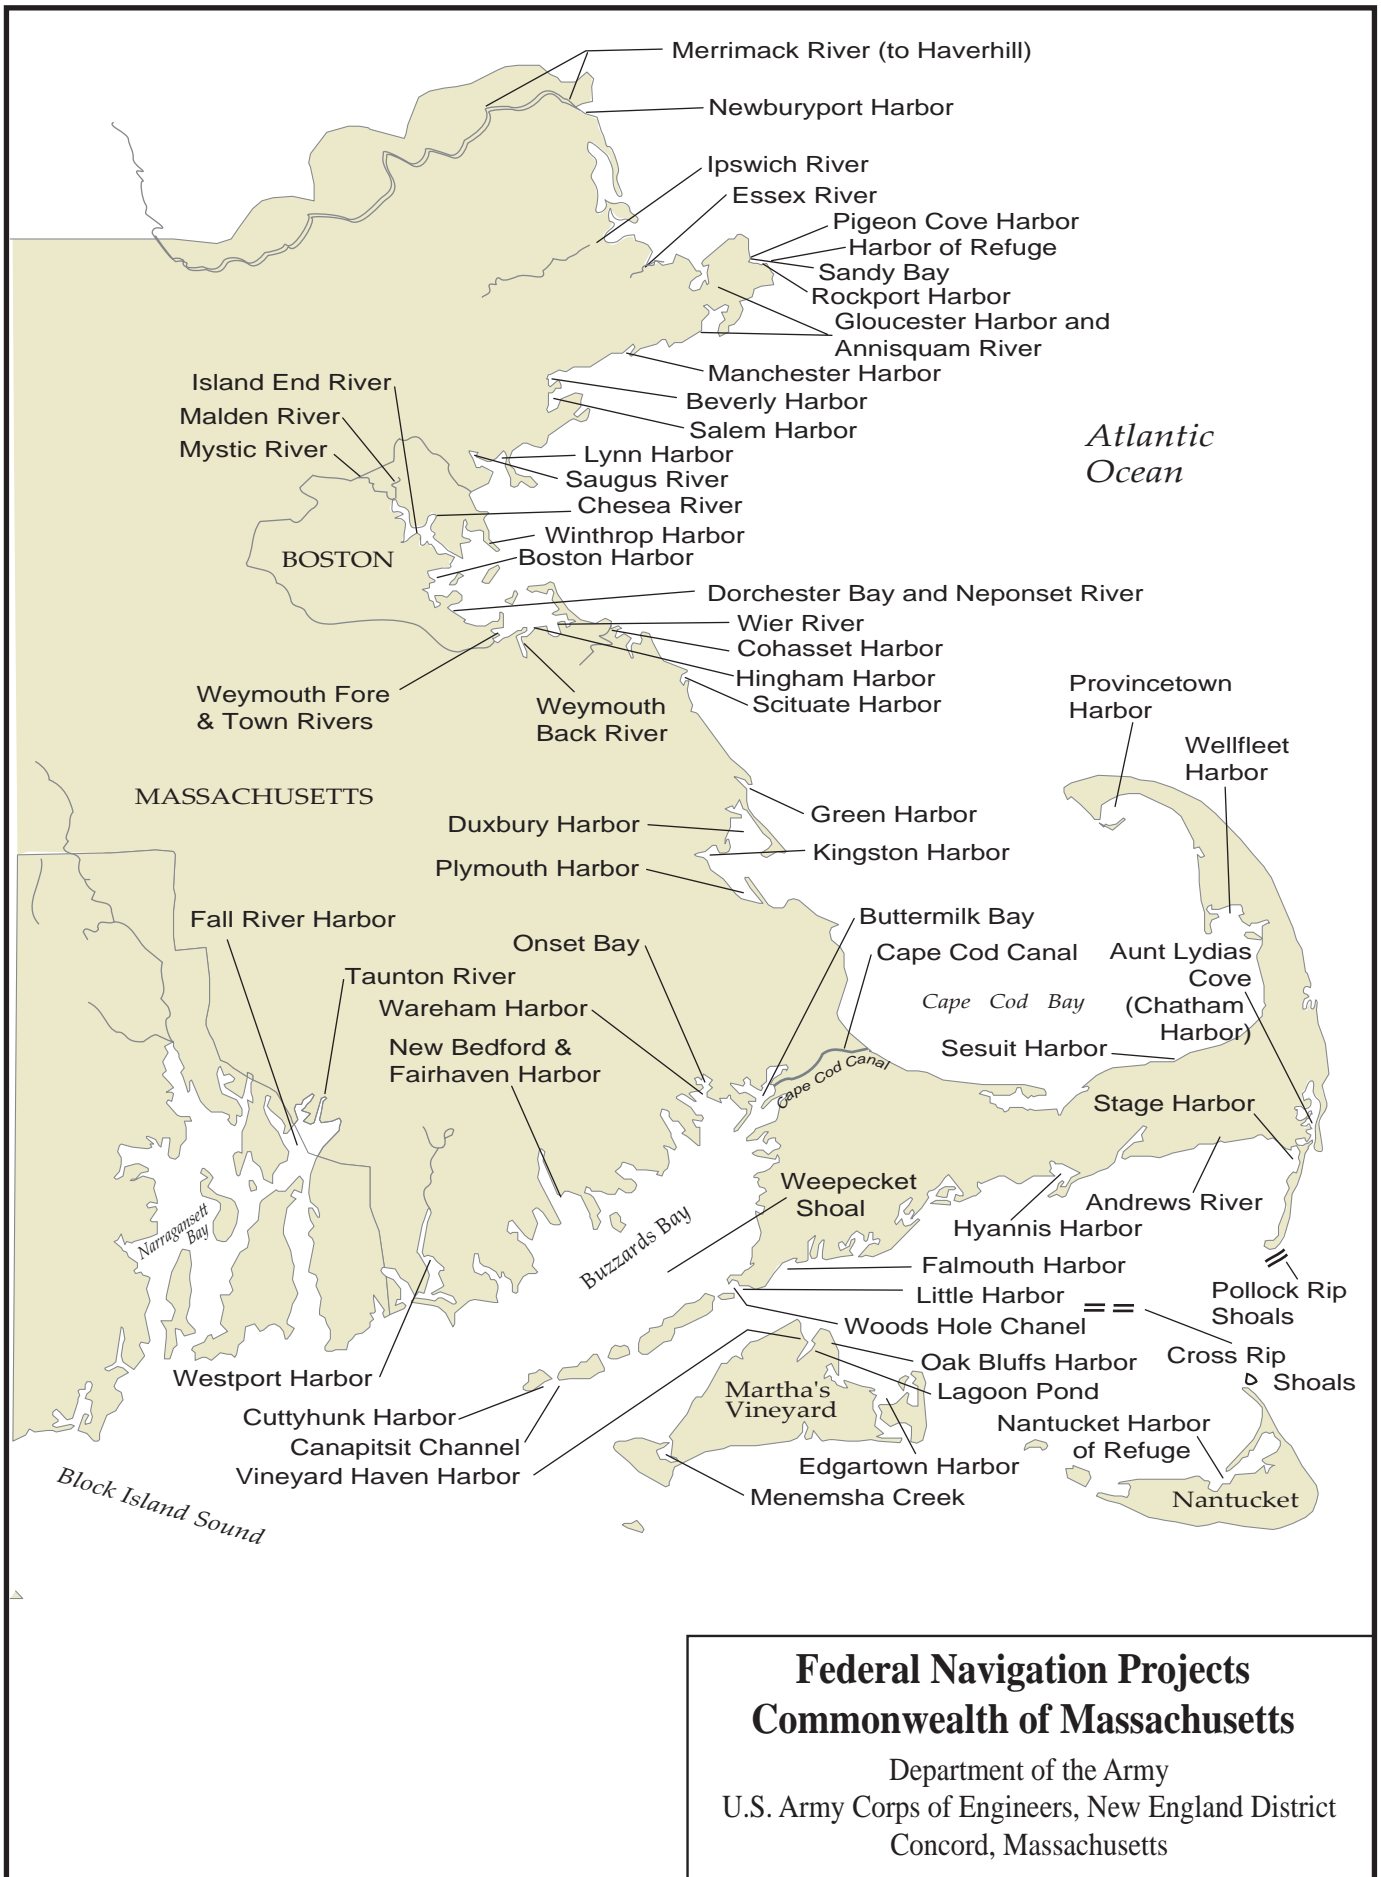 Merrimack River (to Haverhill)
Newburyport Harbor
Ipswich River
Essex River
Pigeon Cove Harbor
Harbor of Refuge
Sandy Bay
Rockport Harbor
Gloucester Harbor and
Annisquam River
Manchester Harbor
Island End River
Beverly Harbor
Malden River
Salem Harbor
Mystic River
Atlantic
Ocean
Lynn Harbor
Saugus River
Chesea River
Winthrop Harbor
BOSTON
Boston Harbor
Dorchester Bay and Neponset River
Wier River
Cohasset Harbor
Hingham Harbor
Scituate Harbor
Weymouth Fore
& Town Rivers
Weymouth
Back River
Provincetown
Harbor
Wellfleet
Harbor
MASSACHUSETTS
Green Harbor
Duxbury Harbor
Kingston Harbor
Plymouth Harbor
Fall River Harbor
Buttermilk Bay
Onset Bay
Cape Cod Canal
Aunt Lydias
Cove
(Chatham
Harbor)
Taunton River
Wareham Harbor
Cape Cod Bay
New Bedford &
Fairhaven Harbor
Sesuit Harbor
Cape Cod Canal
Stage Harbor
Weepecket
Shoal
Andrews River
Hyannis Harbor
Narragansett
Bay
Buzzards Bay
Falmouth Harbor
Little Harbor
Pollock Rip
Shoals
Woods Hole Chanel
Cross Rip
Shoals
Oak Bluffs Harbor
Westport Harbor
Lagoon Pond
Martha's
Vineyard
Cuttyhunk Harbor
Canapitsit Channel
Vineyard Haven Harbor
Nantucket Harbor
of Refuge
Edgartown Harbor
Menemsha Creek
Nantucket
Block Island Sound
Federal Navigation Projects
Commonwealth of Massachusetts
Department of the Army
U.S. Army Corps of Engineers, New England District
Concord, Massachusetts